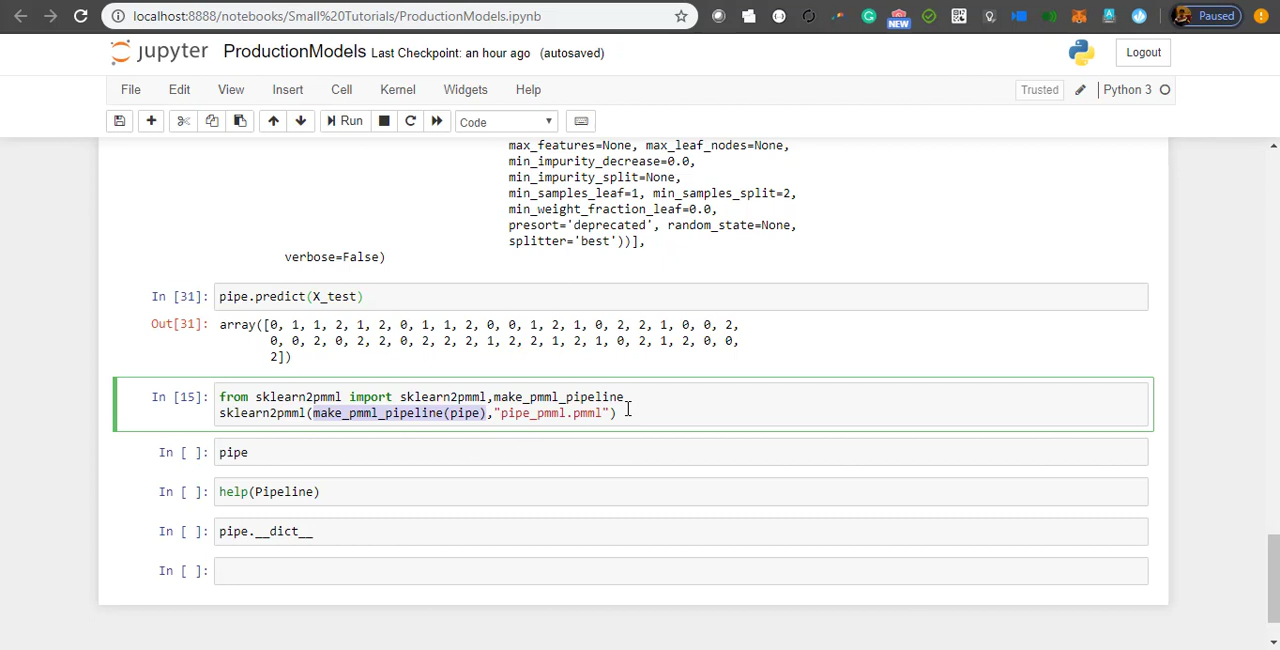 localhost:8888/notebooks/Small%20Tutorials/ProductionModels.ipynb
NEW
Paused
jupyter ProductionModels Last Checkpoint: an hour ago (autosaved)
Logout
File Edit View Insert Cell Kernel Widgets Help
Trusted Python 3
Run Code
max_features=None, max_leaf_nodes=None,
min_impurity_decrease=0.0,
min_impurity_split=None,
min_samples_leaf=1, min_samples_split=2,
min_weight_fraction_leaf=0.0,
presort='deprecated', random_state=None,
splitter='best'))],
verbose=False)
In [31]: pipe.predict(X_test)
Out[31]: array([0, 1, 1, 2, 1, 2, 0, 1, 1, 2, 0, 0, 1, 2, 1, 0, 2, 2, 1, 0, 0, 2,
0, 0, 2, 0, 2, 2, 0, 2, 2, 2, 1, 2, 2, 1, 2, 1, 0, 2, 1, 2, 0, 0,
2])
In [15]: from sklearn2pmml import sklearn2pmml,make_pmml_pipeline
sklearn2pmml(make_pmml_pipeline(pipe),"pipe_pmml.pmml")
In [ ]: pipe
In [ ]: help(Pipeline)
In [ ]: pipe.__dict__
In [ ]: